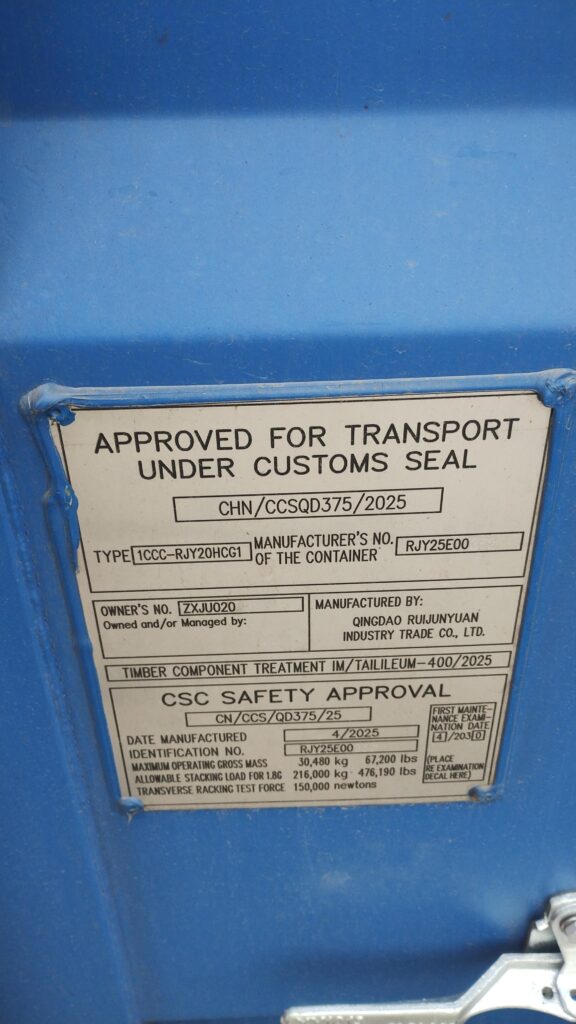 APPROVED FOR TRANSPORT
UNDER CUSTOMS SEAL
CHN/CCSQD375/2025
TYPE 1CCC-RJY20HCG1
MANUFACTURER'S NO.
OF THE CONTAINER
RJY25E00
OWNER'S NO. ZXJU020
Owned and/or Managed by:
MANUFACTURED BY:
QINGDAO RUIJUNYUAN
INDUSTRY TRADE CO., LTD.
TIMBER COMPONENT TREATMENT IM/TAILILEUM-400/2025
CSC SAFETY APPROVAL
CN/CCS/QD375/25
DATE MANUFACTURED 4/2025
IDENTIFICATION NO. RJY25E00
MAXIMUM OPERATING GROSS MASS 30,480 kg 67,200 lbs
ALLOWABLE STACKING LOAD FOR 1.8G 216,000 kg 476,190 lbs
TRANSVERSE RACKING TEST FORCE 150,000 newtons
FIRST MAINTE-
NANCE EXAMI-
NATION DATE
4/2030
(PLACE
RE EXAMINATION
DECAL HERE)